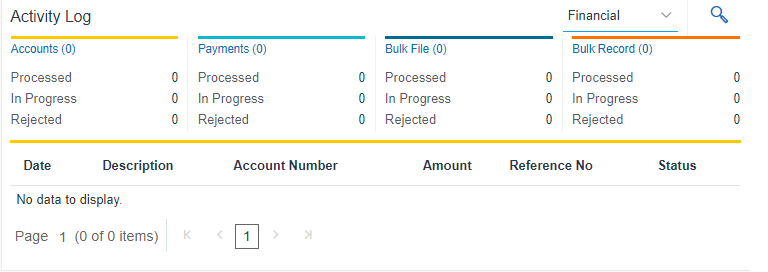 Activity Log Financial
Accounts (0) Payments (0) Bulk File (0) Bulk Record (0)
Processed 0 Processed 0 Processed 0 Processed 0
In Progress 0 In Progress 0 In Progress 0 In Progress 0
Rejected 0 Rejected 0 Rejected 0 Rejected 0
Date Description Account Number Amount Reference No Status
No data to display.
Page 1 (0 of 0 items) 1